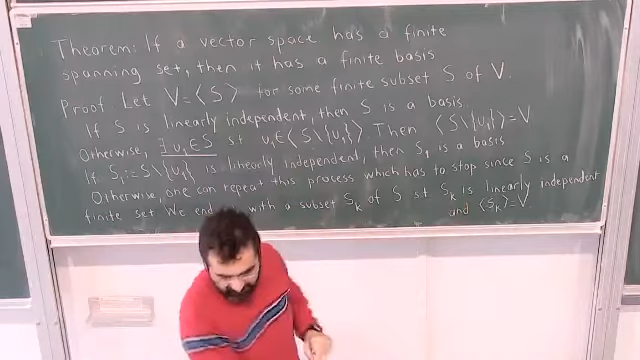 Theorem: If a vector space has a finite
spanning set, then it has a finite basis
Proof. Let V=⟨S⟩ for some finite subset S of V.
If S is linearly independent, then S is a basis.
Otherwise, ∃ u₁∈S st u₁∈⟨S\{u₁}⟩ Then ⟨S\{u₁}⟩=V
If S₁:=S\{u₁} is linearly independent, then S₁ is a basis
Otherwise, one can repeat this process which has to stop since S is a
finite set We end with a subset Sₖ of S st Sₖ is linearly independent
and ⟨Sₖ⟩=V